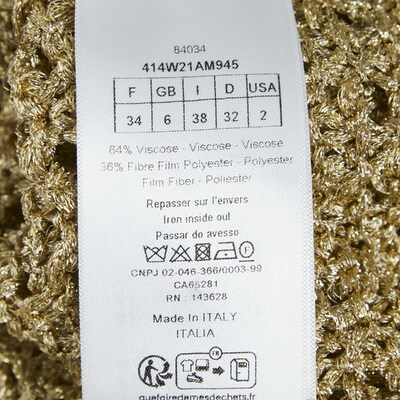 84034
414W21AM945
F GB I D USA
34 6 38 32 2
64% Viscose - Viscose - Viscose
36% Fibre Film Polyester - Polyester
Film Fiber - Poliester
Repasser sur l'envers
Iron inside out
Passar do avesso
CNPJ 02-046-366/0003-99
CA65281
RN : 143628
Made In ITALY
ITALIA
FR
quefairedemesdechets.fr